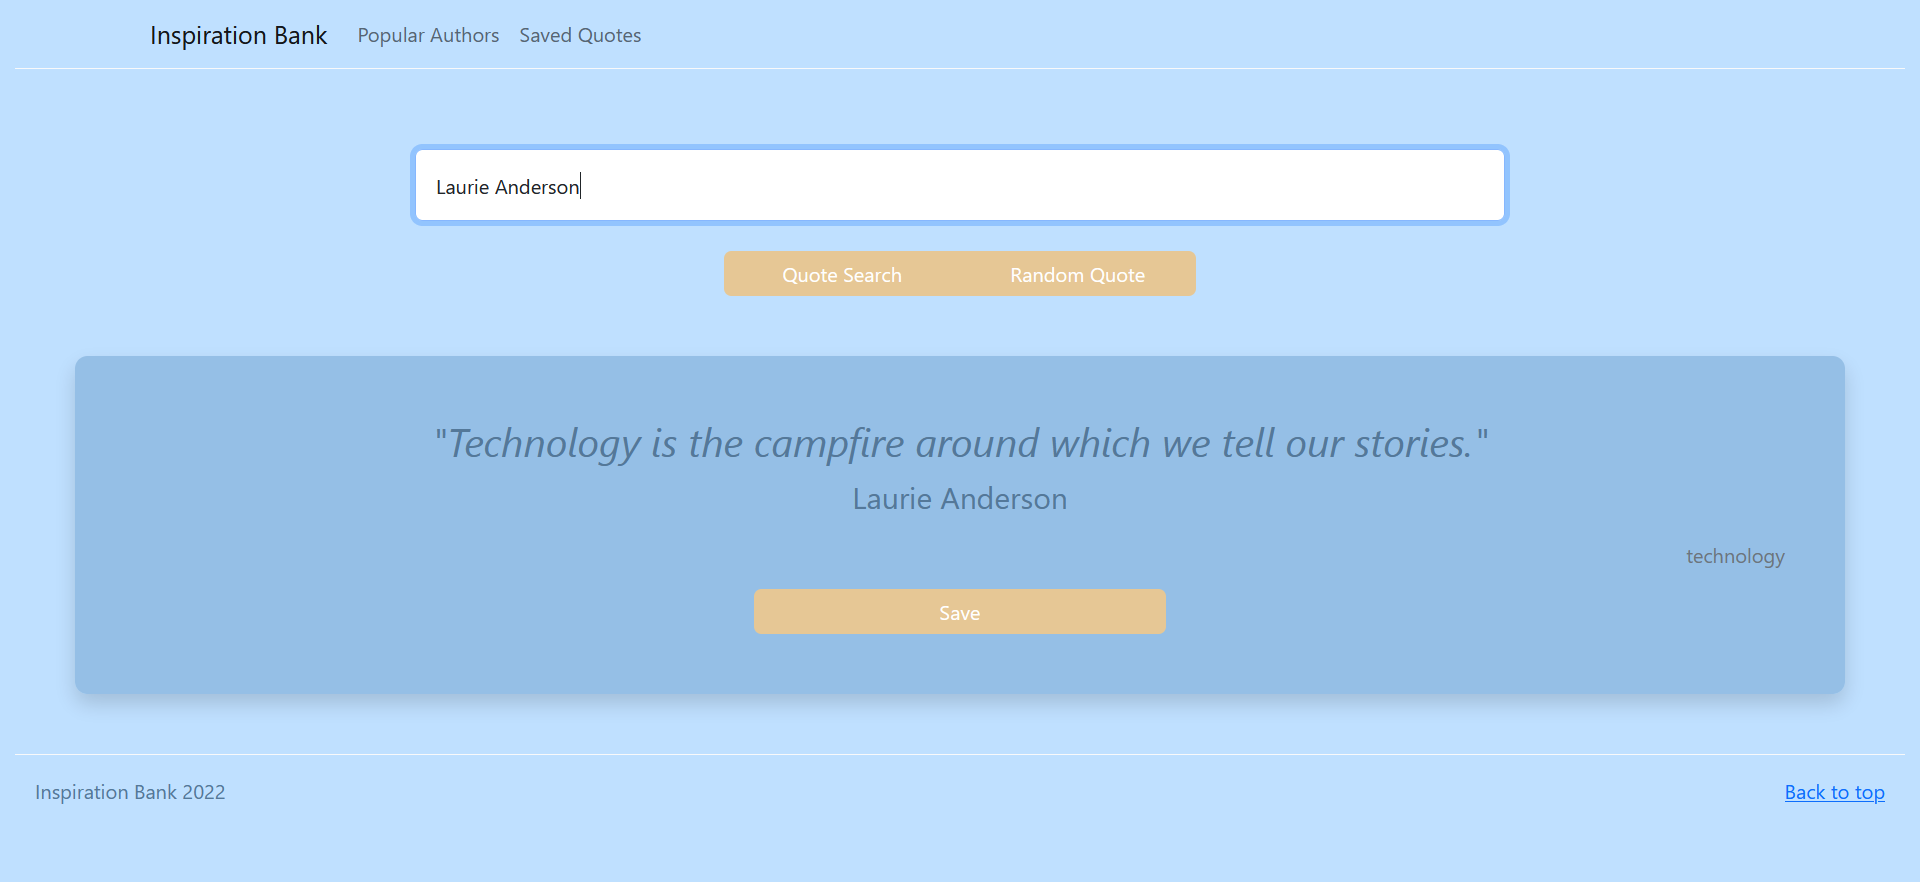 Inspiration Bank Popular Authors Saved Quotes
Laurie Anderson
Quote Search Random Quote
"Technology is the campfire around which we tell our stories."
Laurie Anderson
technology
Save
Inspiration Bank 2022 Back to top